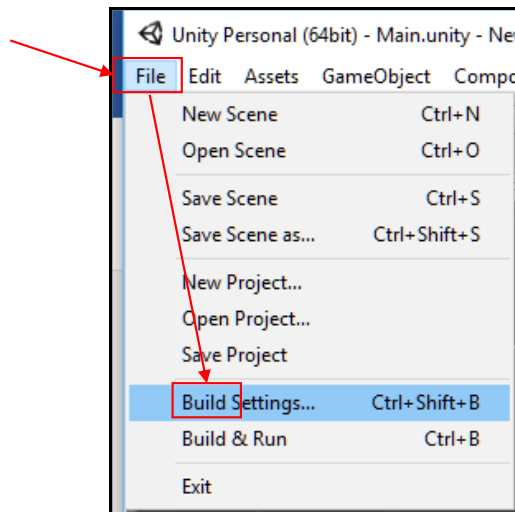 Unity Personal (64bit) - Main.unity - Ne
File Edit Assets GameObject Compo
New Scene Ctrl+N
Open Scene Ctrl+O
Save Scene Ctrl+S
Save Scene as... Ctrl+Shift+S
New Project...
Open Project...
Save Project
Build Settings... Ctrl+Shift+B
Build & Run Ctrl+B
Exit